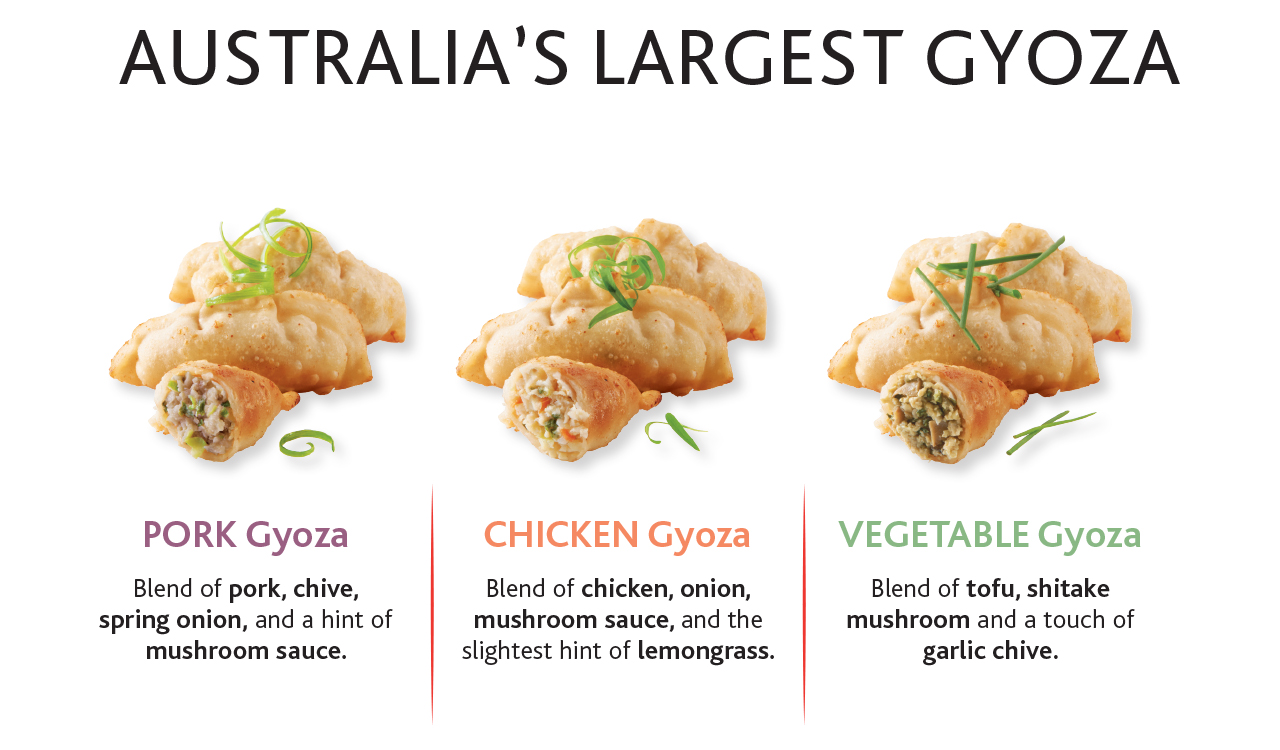 AUSTRALIA’S LARGEST GYOZA
PORK Gyoza
Blend of pork, chive,
spring onion, and a hint of
mushroom sauce.
CHICKEN Gyoza
Blend of chicken, onion,
mushroom sauce, and the
slightest hint of lemongrass.
VEGETABLE Gyoza
Blend of tofu, shitake
mushroom and a touch of
garlic chive.